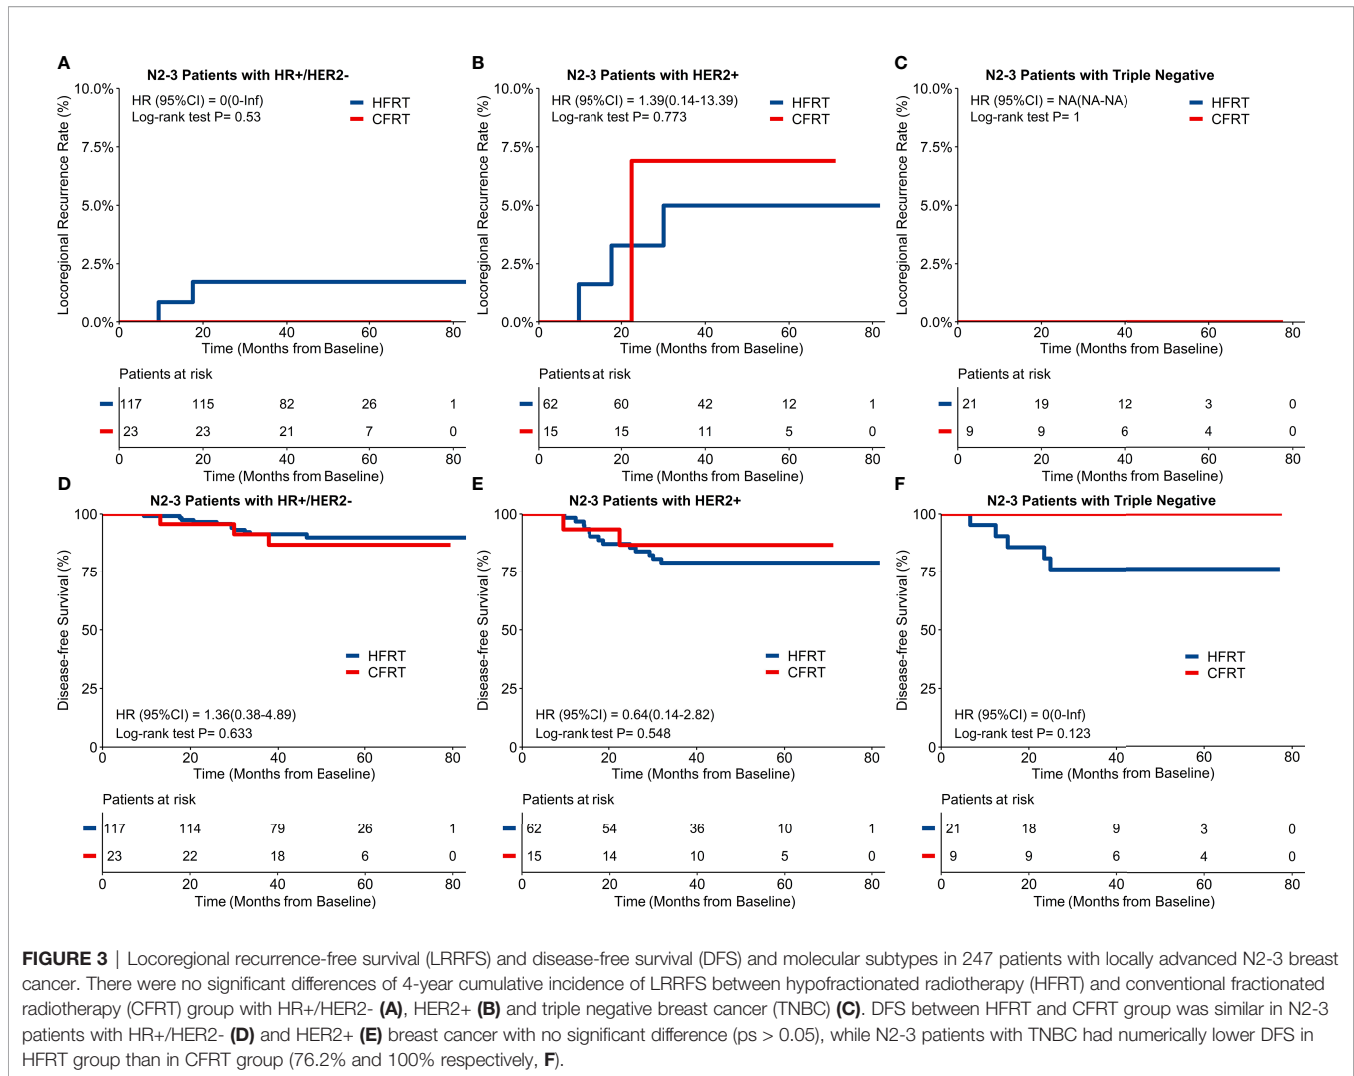 A
N2-3 Patients with HR+/HER2-
Locoregional Recurrence Rate (%)
10.0%
7.5%
5.0%
2.5%
0.0%
HR (95%CI) = 0(0-Inf)
Log-rank test P= 0.53
HFRT
CFRT
0 20 40 60 80
Time (Months from Baseline)
Patients at risk
117 115 82 26 1
23 23 21 7 0
0 20 40 60 80
Time (Months from Baseline)
B
N2-3 Patients with HER2+
Locoregional Recurrence Rate (%)
10.0%
7.5%
5.0%
2.5%
0.0%
HR (95%CI) = 1.39(0.14-13.39)
Log-rank test P= 0.773
HFRT
CFRT
0 20 40 60 80
Time (Months from Baseline)
Patients at risk
62 60 42 12 1
15 15 11 5 0
0 20 40 60 80
Time (Months from Baseline)
C
N2-3 Patients with Triple Negative
Locoregional Recurrence Rate (%)
10.0%
7.5%
5.0%
2.5%
0.0%
HR (95%CI) = NA(NA-NA)
Log-rank test P= 1
HFRT
CFRT
0 20 40 60 80
Time (Months from Baseline)
Patients at risk
21 19 12 3 0
9 9 6 4 0
0 20 40 60 80
Time (Months from Baseline)
D
N2-3 Patients with HR+/HER2-
Disease-free Survival (%)
100
75
50
25
0
HFRT
CFRT
HR (95%CI) = 1.36(0.38-4.89)
Log-rank test P= 0.633
20 40 60 80
Time (Months from Baseline)
Patients at risk
117 114 79 26 1
23 22 18 6 0
0 20 40 60 80
Time (Months from Baseline)
E
N2-3 Patients with HER2+
Disease-free Survival (%)
100
75
50
25
0
HFRT
CFRT
HR (95%CI) = 0.64(0.14-2.82)
Log-rank test P= 0.548
20 40 60 80
Time (Months from Baseline)
Patients at risk
62 54 36 10 1
15 14 10 5 0
0 20 40 60 80
Time (Months from Baseline)
F
N2-3 Patients with Triple Negative
Disease-free Survival (%)
100
75
50
25
0
HFRT
CFRT
HR (95%CI) = 0(0-Inf)
Log-rank test P= 0.123
20 40 60 80
Time (Months from Baseline)
Patients at risk
21 18 9 3 0
9 9 6 4 0
0 20 40 60 80
Time (Months from Baseline)
FIGURE 3 | Locoregional recurrence-free survival (LRRFS) and disease-free survival (DFS) and molecular subtypes in 247 patients with locally advanced N2-3 breast
cancer. There were no significant differences of 4-year cumulative incidence of LRRFS between hypofractionated radiotherapy (HFRT) and conventional fractionated
radiotherapy (CFRT) group with HR+/HER2- (A), HER2+ (B) and triple negative breast cancer (TNBC) (C). DFS between HFRT and CFRT group was similar in N2-3
patients with HR+/HER2- (D) and HER2+ (E) breast cancer with no significant difference (ps > 0.05), while N2-3 patients with TNBC had numerically lower DFS in
HFRT group than in CFRT group (76.2% and 100% respectively, F).